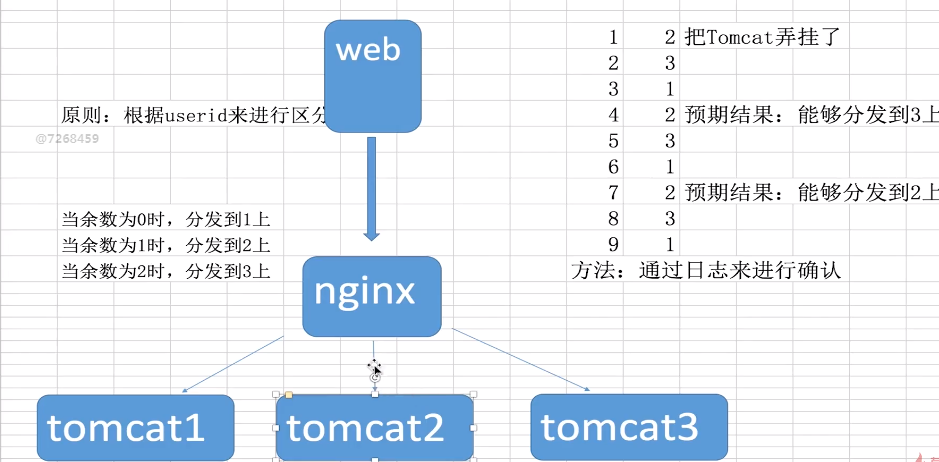 web
原则：根据userid来进行区分
@7268459
当余数为0时，分发到1上
当余数为1时，分发到2上
当余数为2时，分发到3上
nginx
tomcat1
tomcat2
tomcat3
1 2 把Tomcat弄挂了
2 3
3 1
4 2 预期结果：能够分发到3上
5 3
6 1
7 2 预期结果：能够分发到2上
8 3
9 1
方法：通过日志来进行确认